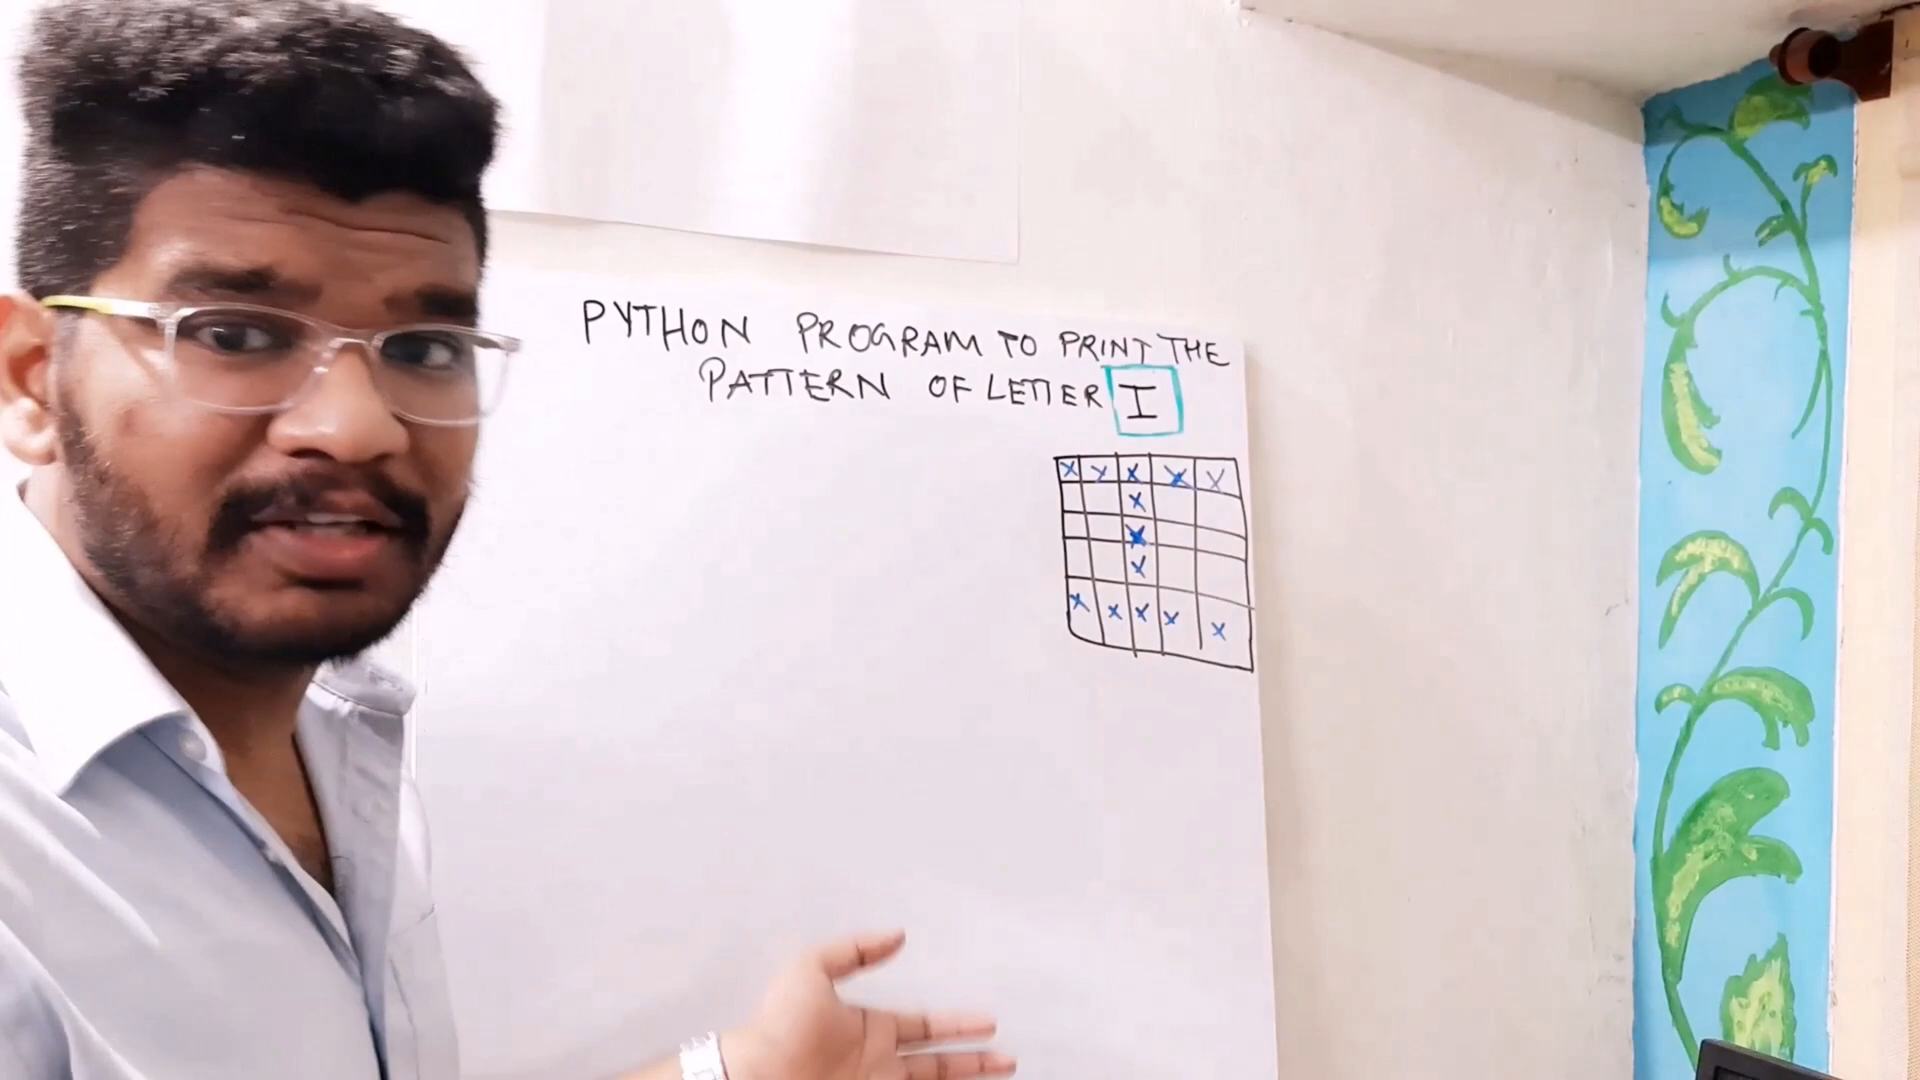 PYTHON PROGRAM TO PRINT THE
PATTERN OF LETTER I
X X X X X
X
X
X
X X X X X